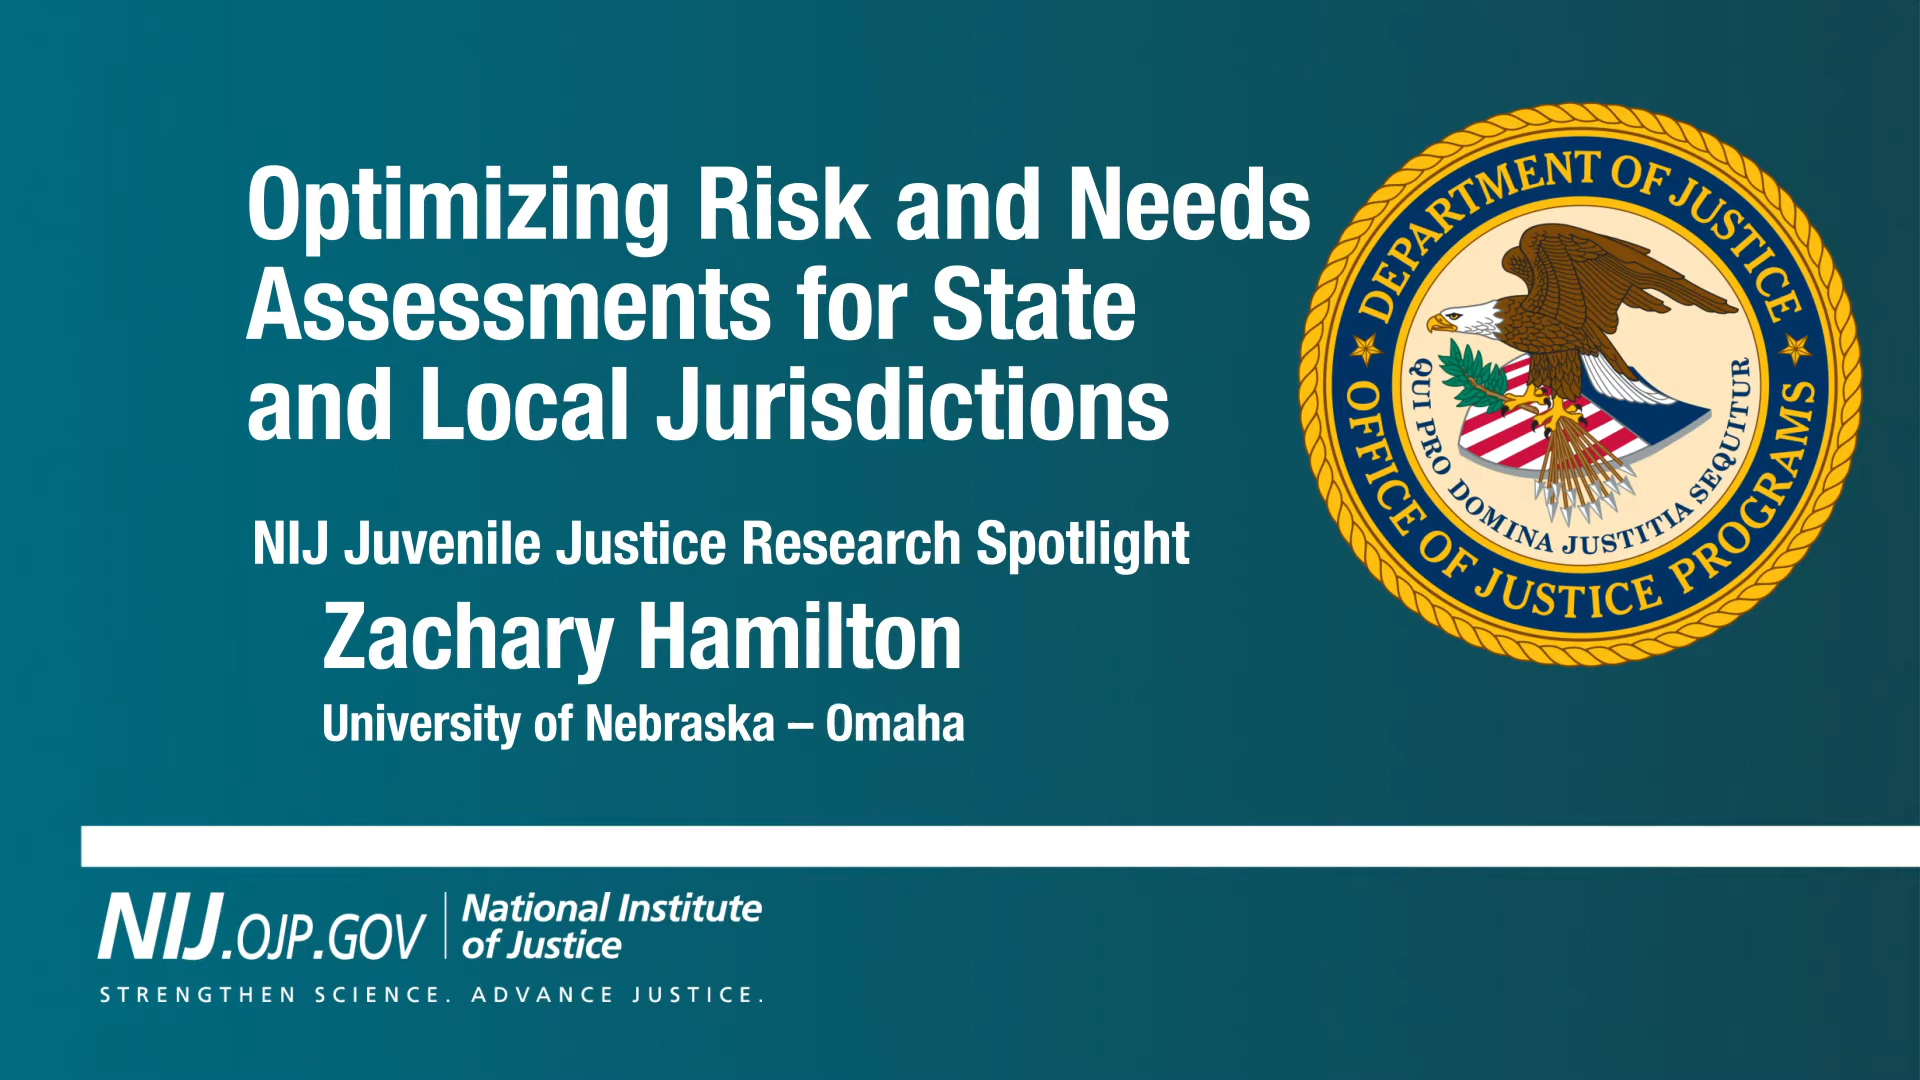 Optimizing Risk and Needs
Assessments for State
and Local Jurisdictions
NIJ Juvenile Justice Research Spotlight
Zachary Hamilton
University of Nebraska – Omaha
DEPARTMENT OF JUSTICE
OFFICE OF JUSTICE PROGRAMS
QUI PRO DOMINA JUSTITIA SEQUITUR
NIJ.OJP.GOV
National Institute
of Justice
STRENGTHEN SCIENCE. ADVANCE JUSTICE.